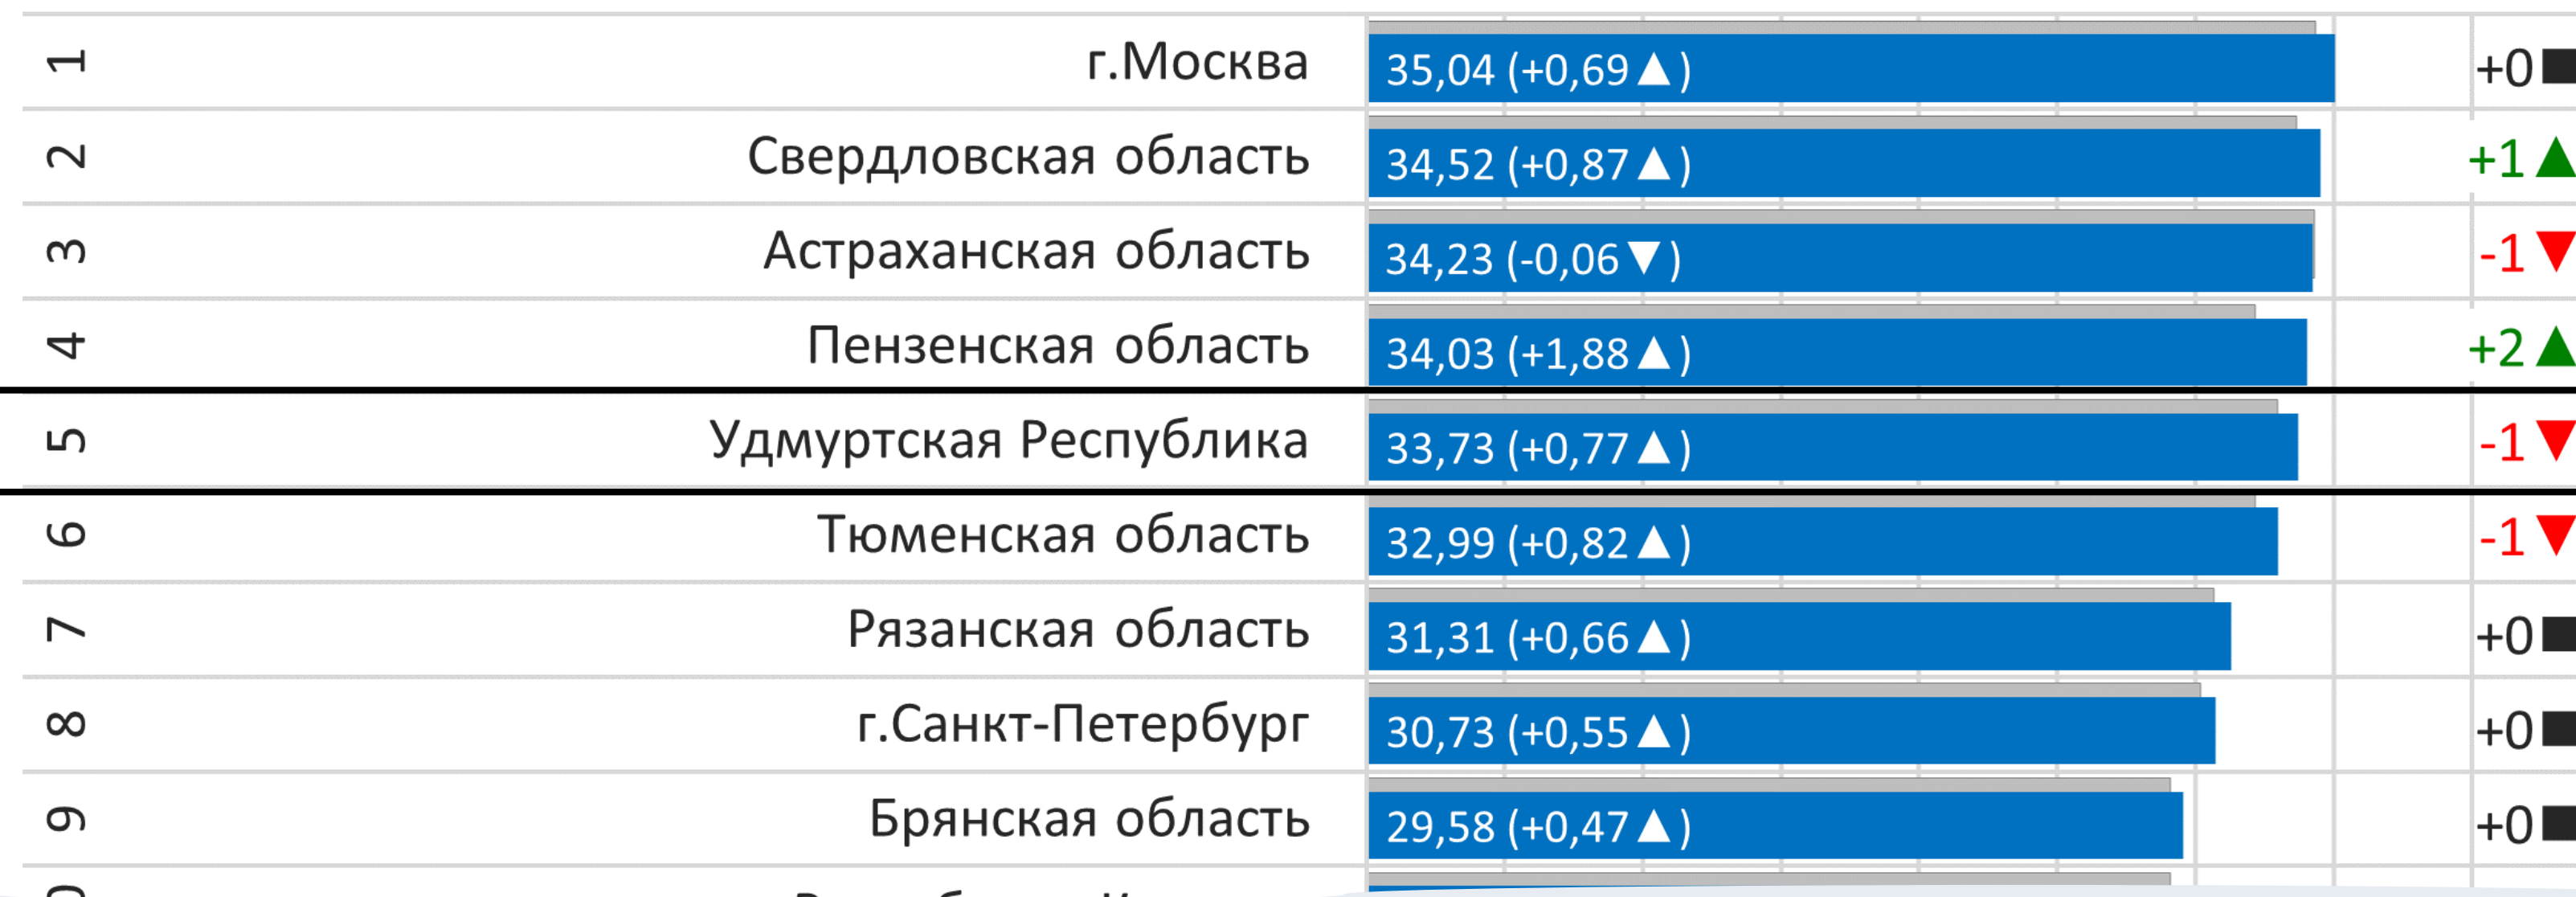 1 г.Москва 35,04 (+0,69▲) +0■
2 Свердловская область 34,52 (+0,87▲) +1▲
3 Астраханская область 34,23 (-0,06▼) -1▼
4 Пензенская область 34,03 (+1,88▲) +2▲
5 Удмуртская Республика 33,73 (+0,77▲) -1▼
6 Тюменская область 32,99 (+0,82▲) -1▼
7 Рязанская область 31,31 (+0,66▲) +0■
8 г.Санкт-Петербург 30,73 (+0,55▲) +0■
9 Брянская область 29,58 (+0,47▲) +0■